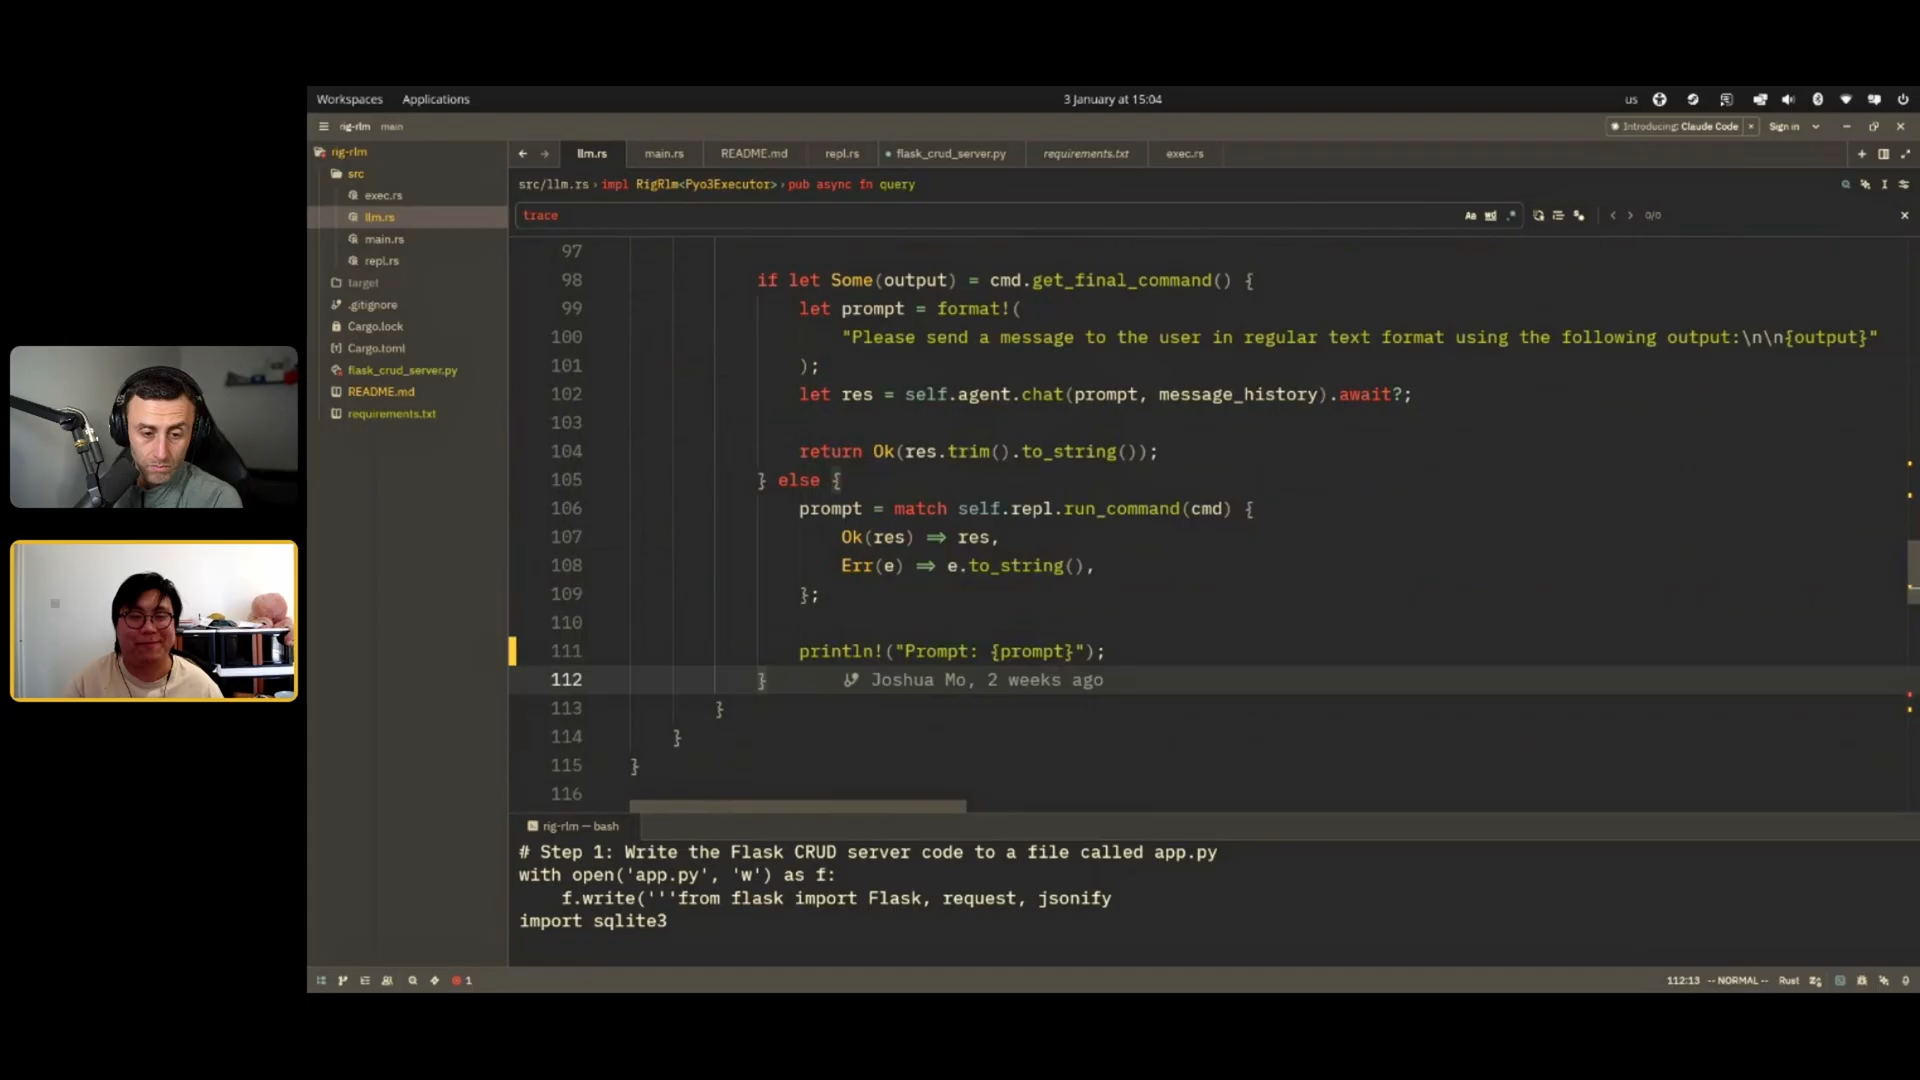 Workspaces Applications 3 January at 15:04 us
rig-rlm main Introducing: Claude Code Sign in
rig-rlm
src
exec.rs
llm.rs
main.rs
repl.rs
target
.gitignore
Cargo.lock
Cargo.toml
flask_crud_server.py
README.md
requirements.txt
llm.rs main.rs README.md repl.rs flask_crud_server.py requirements.txt exec.rs
src/llm.rs › impl RigRlm<Pyo3Executor> › pub async fn query
trace 0/0
97
98 if let Some(output) = cmd.get_final_command() {
99 let prompt = format!(
100 "Please send a message to the user in regular text format using the following output:\n\n{output}"
101 );
102 let res = self.agent.chat(prompt, message_history).await?;
103
104 return Ok(res.trim().to_string());
105 } else {
106 prompt = match self.repl.run_command(cmd) {
107 Ok(res) => res,
108 Err(e) => e.to_string(),
109 };
110
111 println!("Prompt: {prompt}");
112 } Joshua Mo, 2 weeks ago
113 }
114 }
115 }
116
rig-rlm — bash
# Step 1: Write the Flask CRUD server code to a file called app.py
with open('app.py', 'w') as f:
f.write('''from flask import Flask, request, jsonify
import sqlite3
1 112:13 -- NORMAL -- Rust